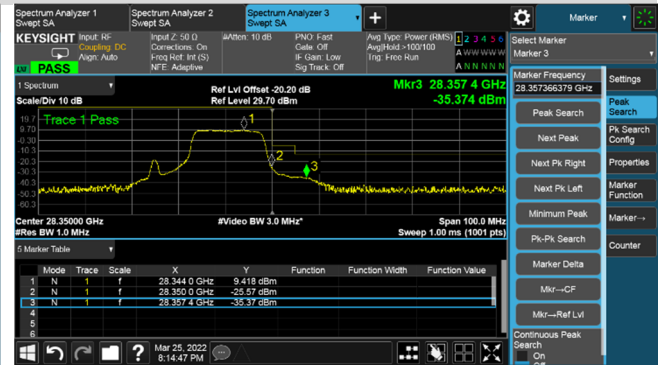 Spectrum Analyzer 1
Swept SA
Spectrum Analyzer 2
Swept SA
Spectrum Analyzer 3
Swept SA
+
Marker
KEYSIGHT
Input: RF
Coupling: DC
Align: Auto
Input Z: 50 Ω
Corrections: On
Freq Ref: Int (S)
NFE: Adaptive
#Atten: 10 dB
PNO: Fast
Gate: Off
IF Gain: Low
Sig Track: Off
Avg Type: Power (RMS)
Avg|Hold:>100/100
Trig: Free Run
1 2 3 4 5 6
A W W W W W
A N N N N N
PASS
Select Marker
Marker 3
1 Spectrum
Scale/Div 10 dB
Ref Lvl Offset -20.20 dB
Ref Level 29.70 dBm
Mkr3 28.357 4 GHz
-35.374 dBm
Trace 1 Pass
19.7
9.70
-0.30
-10.3
-20.3
-30.3
-40.3
-50.3
-60.3
1
2
3
Center 28.35000 GHz
#Res BW 1.0 MHz
#Video BW 3.0 MHz*
Span 100.0 MHz
Sweep 1.00 ms (1001 pts)
5 Marker Table
Mode Trace Scale X Y Function Function Width Function Value
1 N 1 f 28.344 0 GHz 9.418 dBm
2 N 1 f 28.350 0 GHz -25.57 dBm
3 N 1 f 28.357 4 GHz -35.37 dBm
4
5
6
Mar 25, 2022
8:14:47 PM
Marker Frequency
28.357366379 GHz
Peak Search
Next Peak
Next Pk Right
Next Pk Left
Minimum Peak
Pk-Pk Search
Marker Delta
Mkr→CF
Mkr→Ref Lvl
Continuous Peak
Search
On
Off
Settings
Peak
Search
Pk Search
Config
Properties
Marker
Function
Marker→
Counter